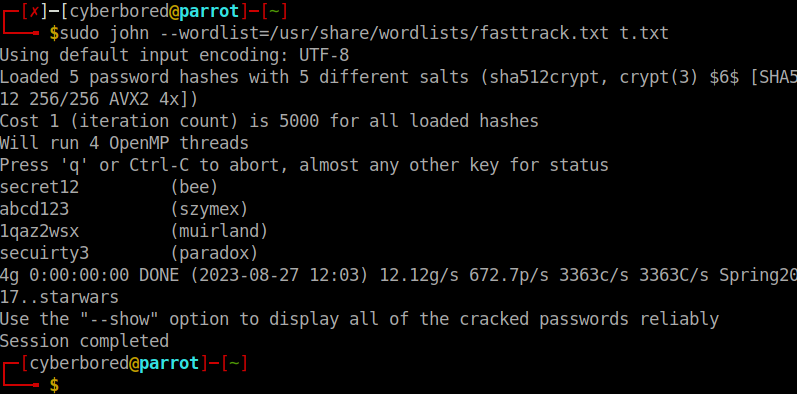 ┌─[✗]─[cyberbored@parrot]─[~]
└──╼ $sudo john --wordlist=/usr/share/wordlists/fasttrack.txt t.txt
Using default input encoding: UTF-8
Loaded 5 password hashes with 5 different salts (sha512crypt, crypt(3) $6$ [SHA5
12 256/256 AVX2 4x])
Cost 1 (iteration count) is 5000 for all loaded hashes
Will run 4 OpenMP threads
Press 'q' or Ctrl-C to abort, almost any other key for status
secret12         (bee)
abcd123          (szymex)
1qaz2wsx         (muirland)
secuirty3        (paradox)
4g 0:00:00:00 DONE (2023-08-27 12:03) 12.12g/s 672.7p/s 3363c/s 3363C/s Spring20
17..starwars
Use the "--show" option to display all of the cracked passwords reliably
Session completed
┌─[cyberbored@parrot]─[~]
└──╼ $